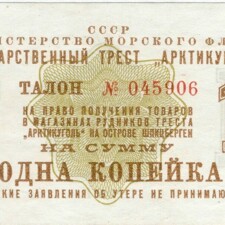 СССР
ИСТЕРСТВО МОРСКОГО ФЛ
АРСТВЕННЫЙ ТРЕСТ „АРКТИКУГ
ТАЛОН № 045906
НА ПРАВО ПОЛУЧЕНИЯ ТОВАРОВ
В МАГАЗИНАХ РУДНИКОВ ТРЕСТА
„АРКТИКУГОЛЬ" НА ОСТРОВЕ ШПИЦБЕРГЕН
НА СУММУ
ОДНА КОПЕЙКА
КИЕ ЗАЯВЛЕНИЯ ОБ УТЕРЕ НЕ ПРИНИМАЮ